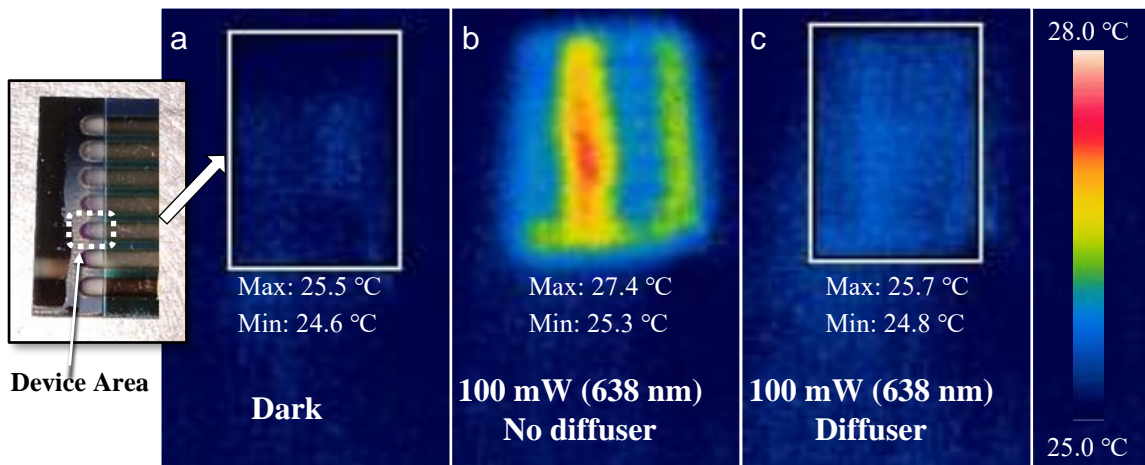 a
b
c
28.0 ℃
Max: 25.5 ℃
Min: 24.6 ℃
Max: 27.4 ℃
Min: 25.3 ℃
Max: 25.7 ℃
Min: 24.8 ℃
Device Area
Dark
100 mW (638 nm)
No diffuser
100 mW (638 nm)
Diffuser
25.0 ℃